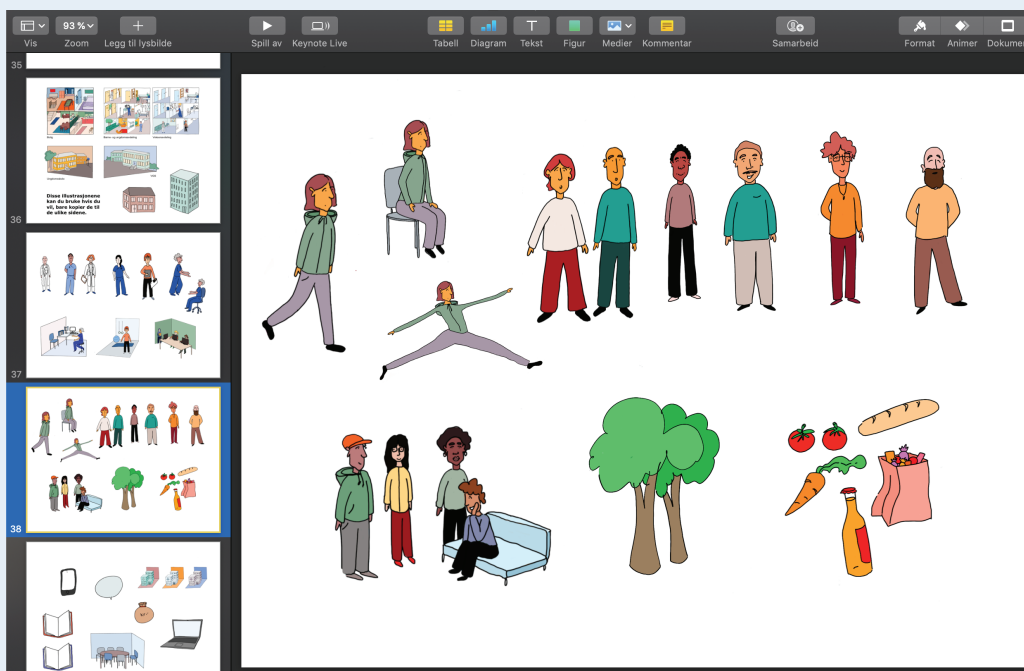 93 %
Vis
Zoom
Legg til lysbilde
Spill av
Keynote Live
Tabell
Diagram
Tekst
Figur
Medier
Kommentar
Samarbeid
Format
Animer
Dokumen
35
Disse illustrasjonene
kan du bruke hvis du
vil, bare kopier de til
de ulike sidene.
36
37
38